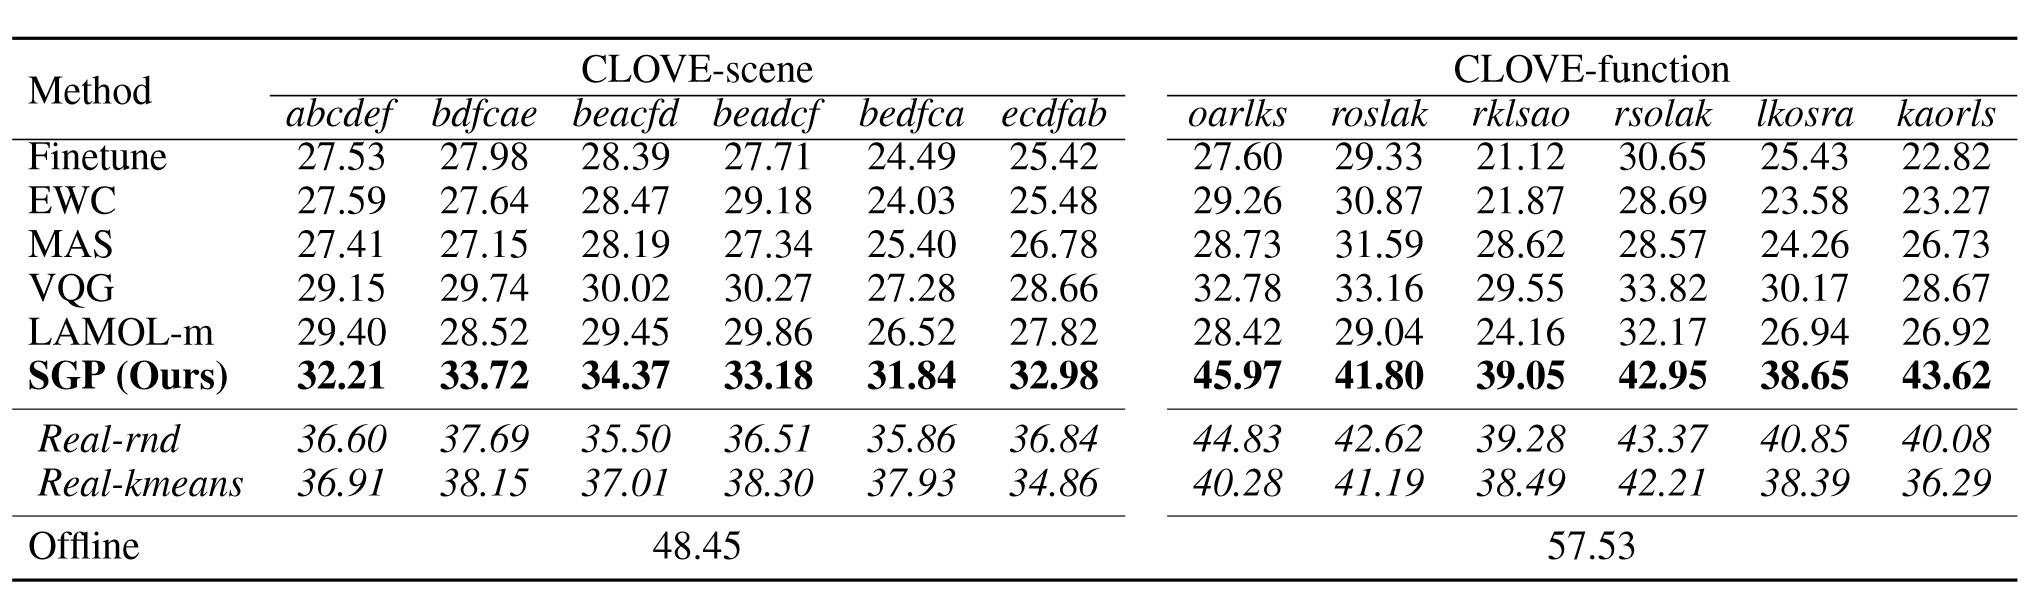 Method CLOVE-scene CLOVE-function
abcdef bdfcae beacfd beadcf bedfca ecdfab oarlks roslak rklsao rsolak lkosra kaorls
Finetune 27.53 27.98 28.39 27.71 24.49 25.42 27.60 29.33 21.12 30.65 25.43 22.82
EWC 27.59 27.64 28.47 29.18 24.03 25.48 29.26 30.87 21.87 28.69 23.58 23.27
MAS 27.41 27.15 28.19 27.34 25.40 26.78 28.73 31.59 28.62 28.57 24.26 26.73
VQG 29.15 29.74 30.02 30.27 27.28 28.66 32.78 33.16 29.55 33.82 30.17 28.67
LAMOL-m 29.40 28.52 29.45 29.86 26.52 27.82 28.42 29.04 24.16 32.17 26.94 26.92
SGP (Ours) 32.21 33.72 34.37 33.18 31.84 32.98 45.97 41.80 39.05 42.95 38.65 43.62
Real-rnd 36.60 37.69 35.50 36.51 35.86 36.84 44.83 42.62 39.28 43.37 40.85 40.08
Real-kmeans 36.91 38.15 37.01 38.30 37.93 34.86 40.28 41.19 38.49 42.21 38.39 36.29
Offline 48.45 57.53